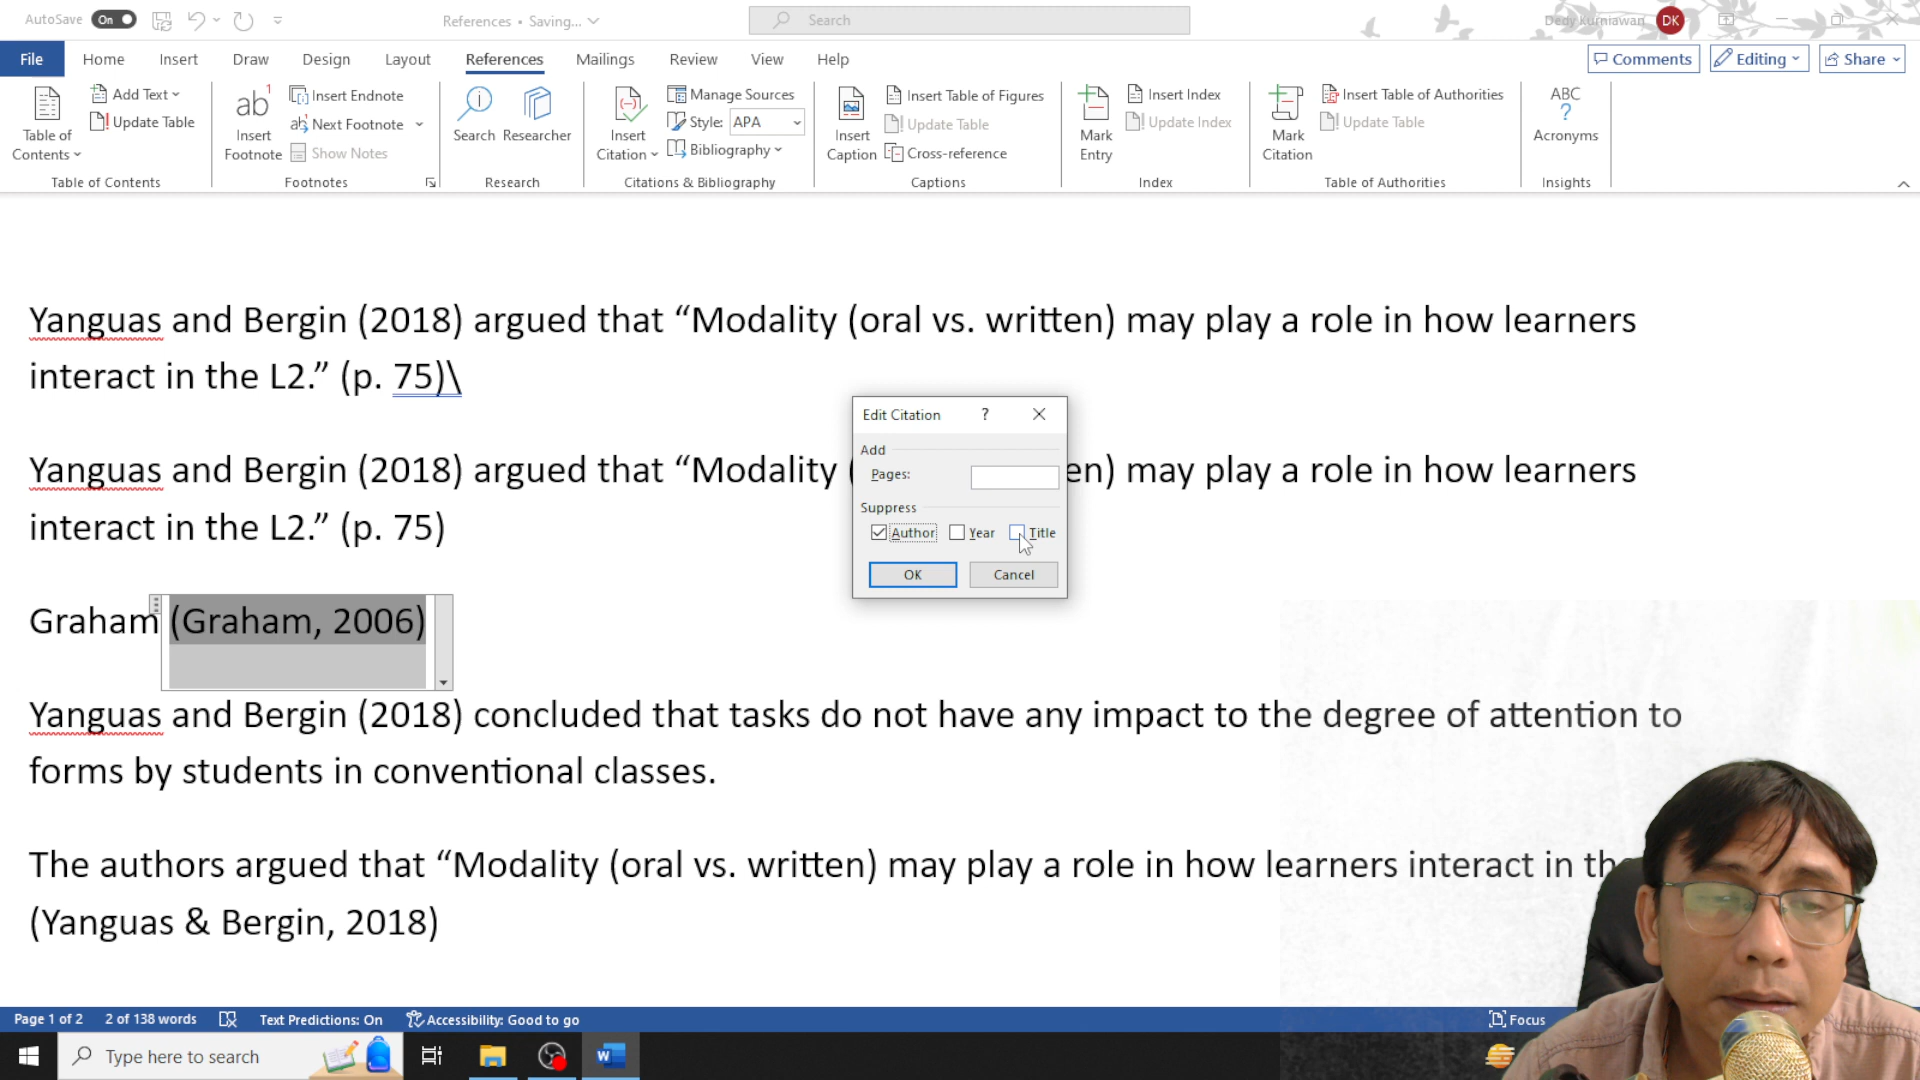 AutoSave On References • Saving... Search Dedy Kurniawan DK
File Home Insert Draw Design Layout References Mailings Review View Help Comments Editing Share
Table of Contents
Add Text
Update Table
Table of Contents
ab 1
Insert Footnote
Insert Endnote
Next Footnote
Show Notes
Footnotes
Search Researcher
Research
Insert Citation
Manage Sources
Style: APA
Bibliography
Citations & Bibliography
Insert Caption
Insert Table of Figures
Update Table
Cross-reference
Captions
Mark Entry
Insert Index
Update Index
Index
Mark Citation
Insert Table of Authorities
Update Table
Table of Authorities
ABC
?
Acronyms
Insights
Yanguas and Bergin (2018) argued that “Modality (oral vs. written) may play a role in how learners
interact in the L2.” (p. 75)\
Yanguas and Bergin (2018) argued that “Modality (
en) may play a role in how learners
interact in the L2.” (p. 75)
Edit Citation ?
Add
Pages:
Suppress
Author Year Title
OK Cancel
Graham (Graham, 2006)
Yanguas and Bergin (2018) concluded that tasks do not have any impact to the degree of attention to
forms by students in conventional classes.
The authors argued that “Modality (oral vs. written) may play a role in how learners interact in th
(Yanguas & Bergin, 2018)
Page 1 of 2 2 of 138 words Text Predictions: On Accessibility: Good to go Focus
Type here to search